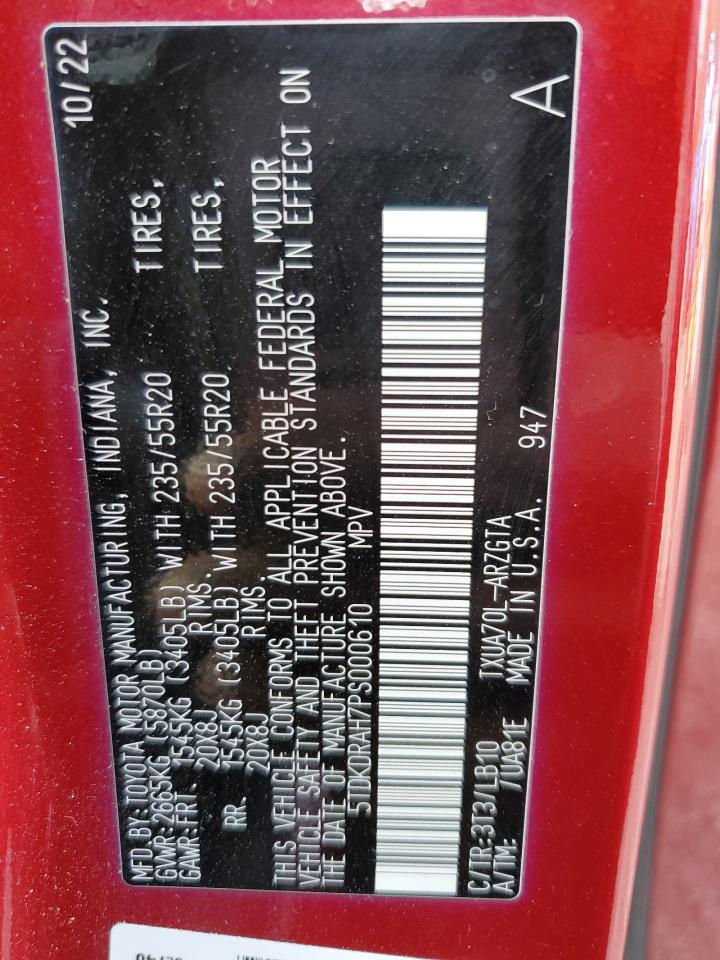 MFD BY: TOYOTA MOTOR MANUFACTURING, INDIANA, INC. 10/22
GVWR: 2665KG (5870LB)
GAWR: FRT. 1545KG (3405LB) WITH 235/55R20 TIRES,
20X8J RIMS.
RR. 1545KG (3405LB) WITH 235/55R20 TIRES,
20X8J RIMS.
THIS VEHICLE CONFORMS TO ALL APPLICABLE FEDERAL MOTOR
VEHICLE SAFETY AND THEFT PREVENTION STANDARDS IN EFFECT ON
THE DATE OF MANUFACTURE SHOWN ABOVE.
5TDKDRAH7PS000610 MPV
C/TR: 3T3/LB10 TXUA70L-ARZGTA A
A/TM: /UA81E MADE IN U.S.A. 947